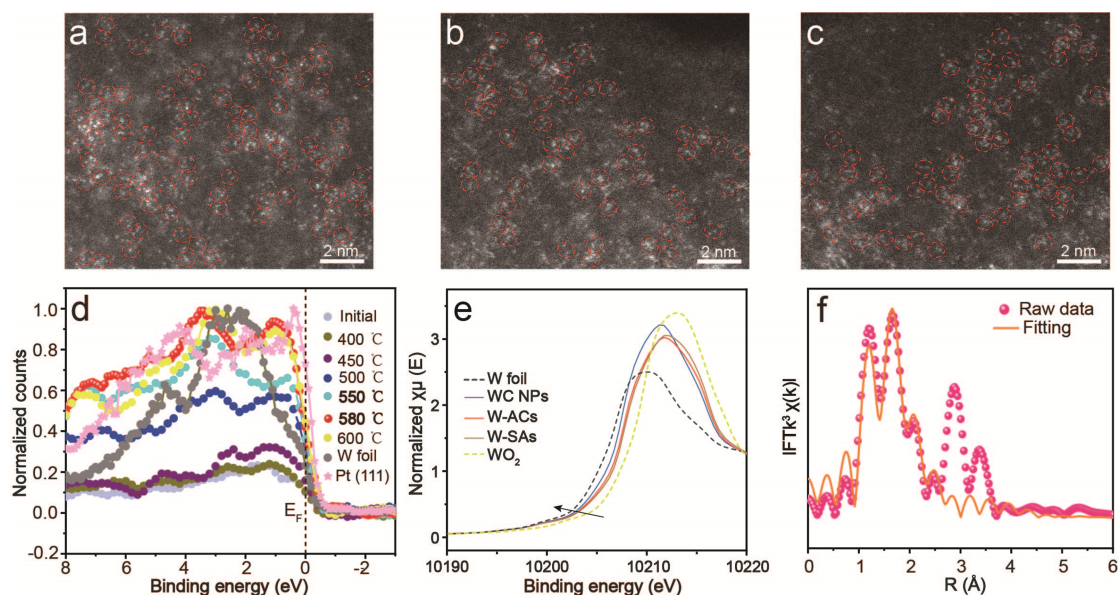 a
2 nm
b
2 nm
c
2 nm
d
Normalized counts
1.0
0.8
0.6
0.4
0.2
0.0
-0.2
8
6
4
2
0
-2
Binding energy (eV)
E_F
Initial
400 ℃
450 ℃
500 ℃
550 ℃
580 ℃
600 ℃
W foil
Pt (111)
e
Normalized χμ (E)
3
2
1
0
10190
10200
10210
10220
Binding energy (eV)
W foil
WC NPs
W-ACs
W-SAs
WO₂
f
IFTk³ χ(k)|
0
1
2
3
4
5
6
R (Å)
Raw data
Fitting